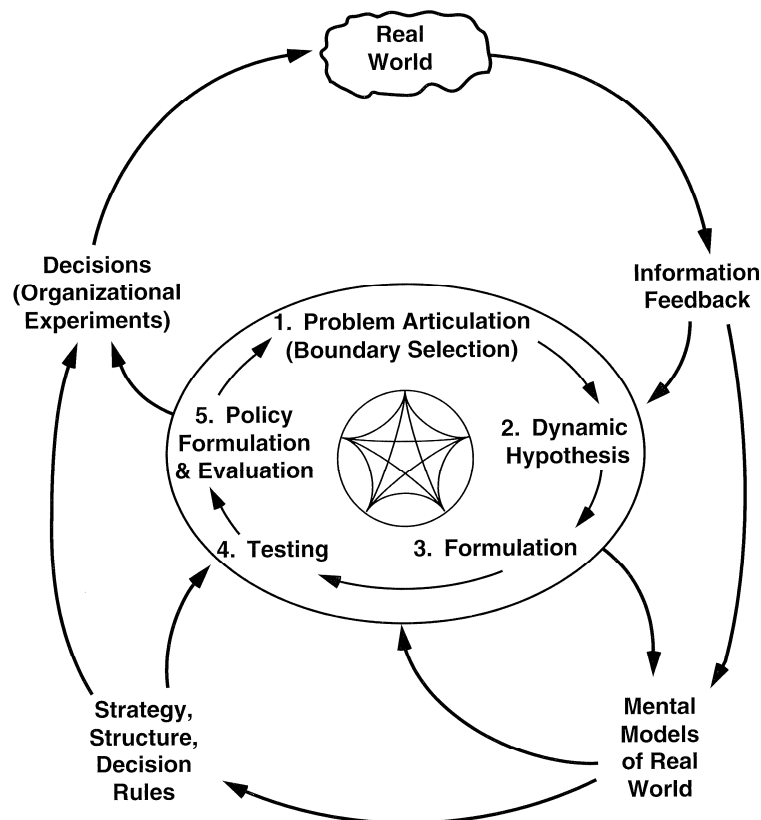 Real
World
Decisions
(Organizational
Experiments)
Information
Feedback
1. Problem Articulation
(Boundary Selection)
5. Policy
Formulation
& Evaluation
2. Dynamic
Hypothesis
4. Testing
3. Formulation
Strategy,
Structure,
Decision
Rules
Mental
Models
of Real
World